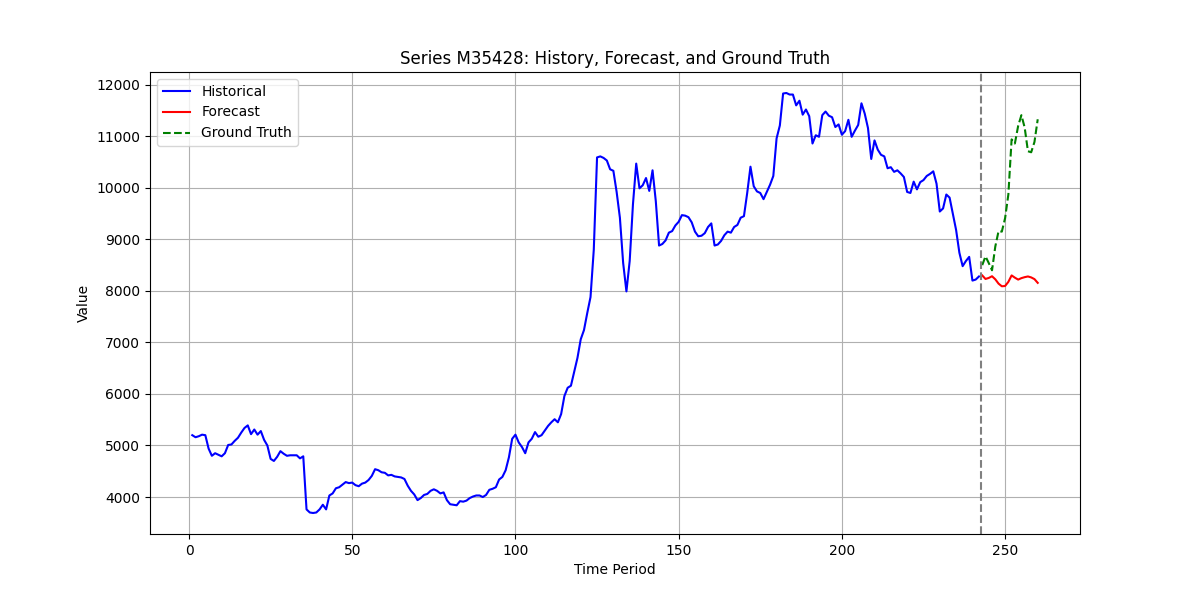 Series M35428: History, Forecast, and Ground Truth
Historical
Forecast
Ground Truth
12000
11000
10000
9000
8000
7000
6000
5000
4000
Value
0
50
100
150
200
250
Time Period